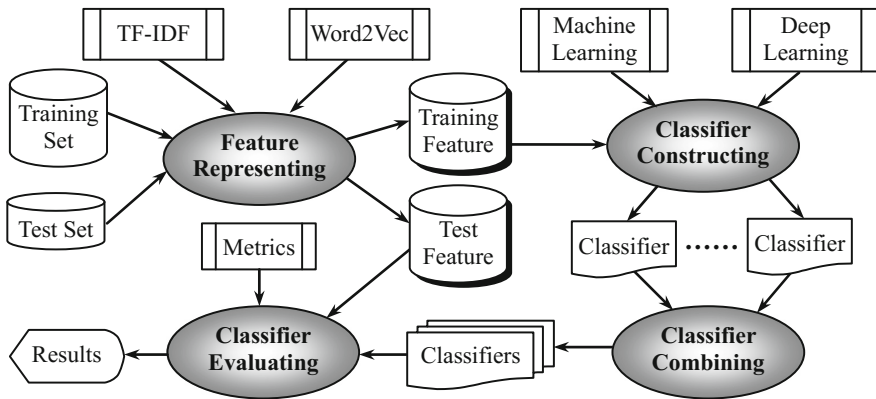 TF-IDF
Word2Vec
Machine
Learning
Deep
Learning
Training
Set
Feature
Representing
Training
Feature
Classifier
Constructing
Test Set
Metrics
Test
Feature
Classifier
......
Classifier
Results
Classifier
Evaluating
Classifiers
Classifier
Combining